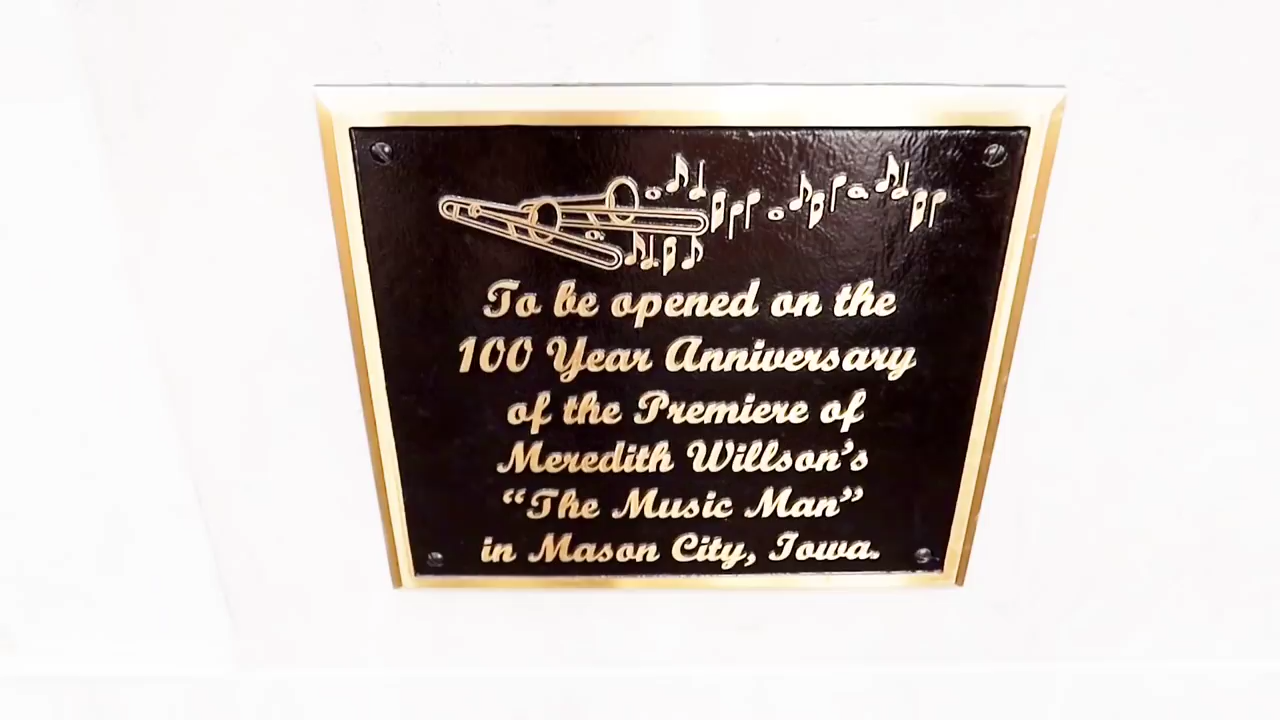 To be opened on the
100 Year Anniversary
of the Premiere of
Meredith Willson's
“The Music Man”
in Mason City, Iowa.